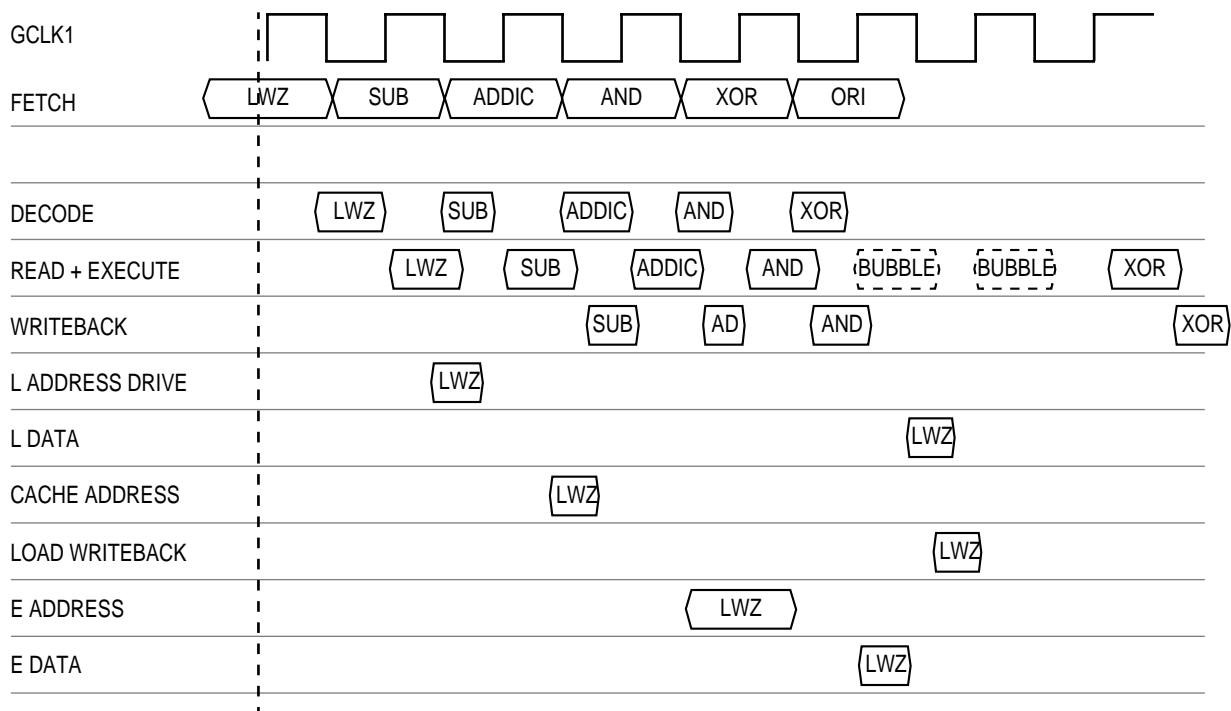 GCLK1
FETCH LWZ SUB ADDIC AND XOR ORI
DECODE LWZ SUB ADDIC AND XOR
READ + EXECUTE LWZ SUB ADDIC AND BUBBLE BUBBLE XOR
WRITEBACK SUB AD AND XOR
L ADDRESS DRIVE LWZ
L DATA LWZ
CACHE ADDRESS LWZ
LOAD WRITEBACK LWZ
E ADDRESS LWZ
E DATA LWZ